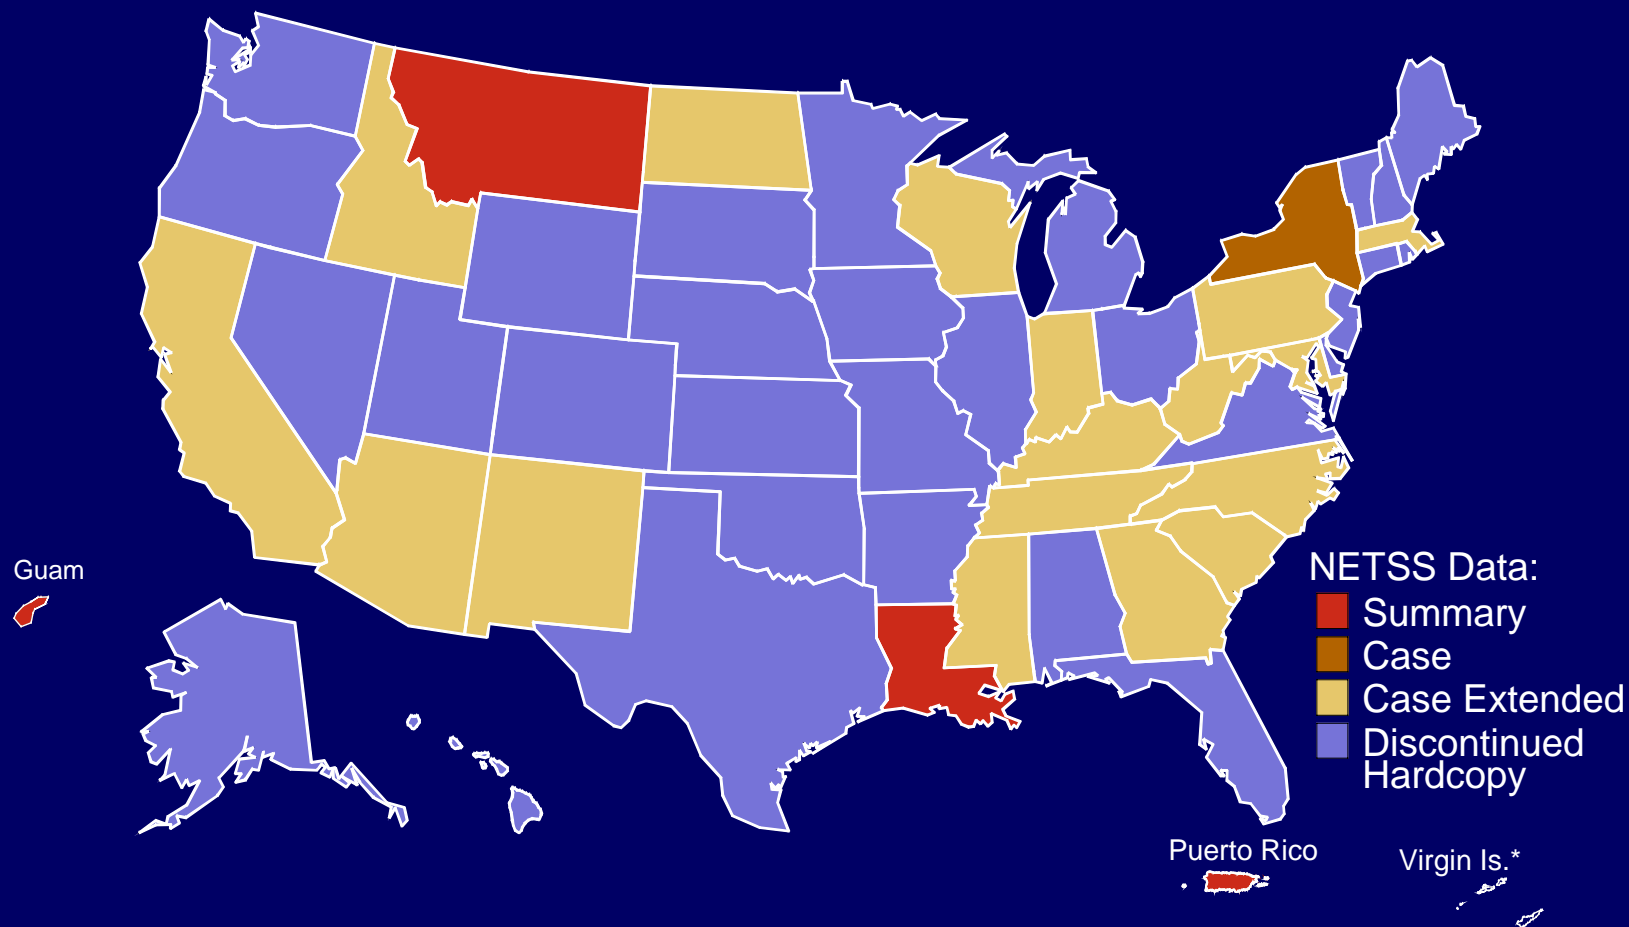 Guam
NETSS Data:
Summary
Case
Case Extended
Discontinued
Hardcopy
Puerto Rico
Virgin Is.*